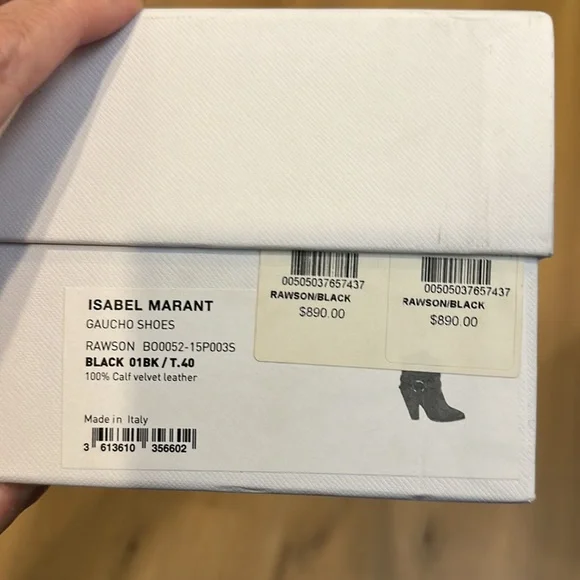 00505037657437
RAWSON/BLACK
$890.00
00505037657437
RAWSON/BLACK
$890.00
ISABEL MARANT
GAUCHO SHOES
RAWSON BO0052-15P003S
BLACK 01BK / T.40
100% Calf velvet leather
Made in Italy
3 613610 356602